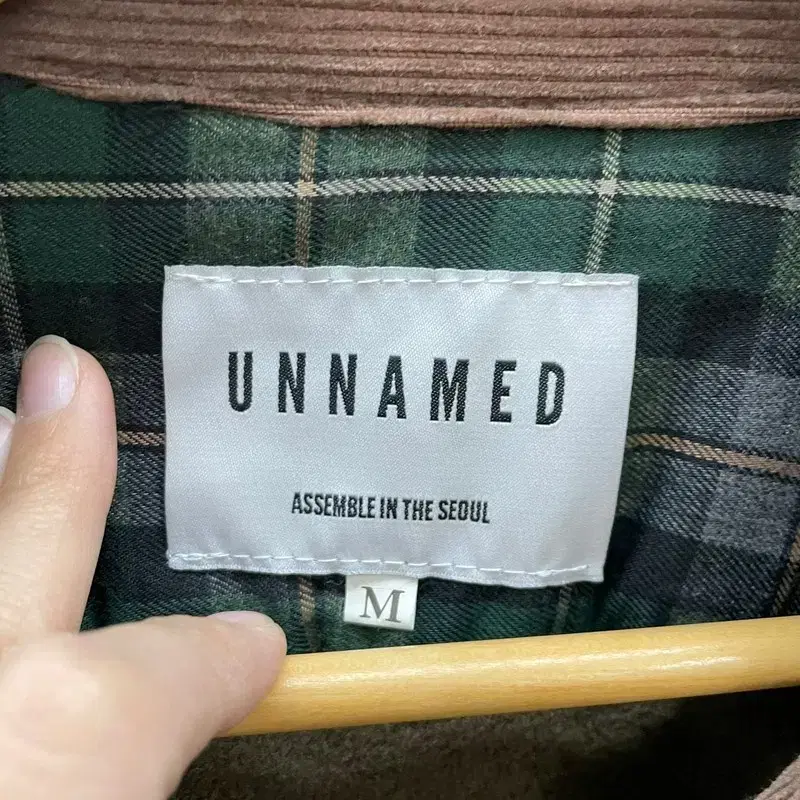 UNNAMED
ASSEMBLE IN THE SEOUL
M